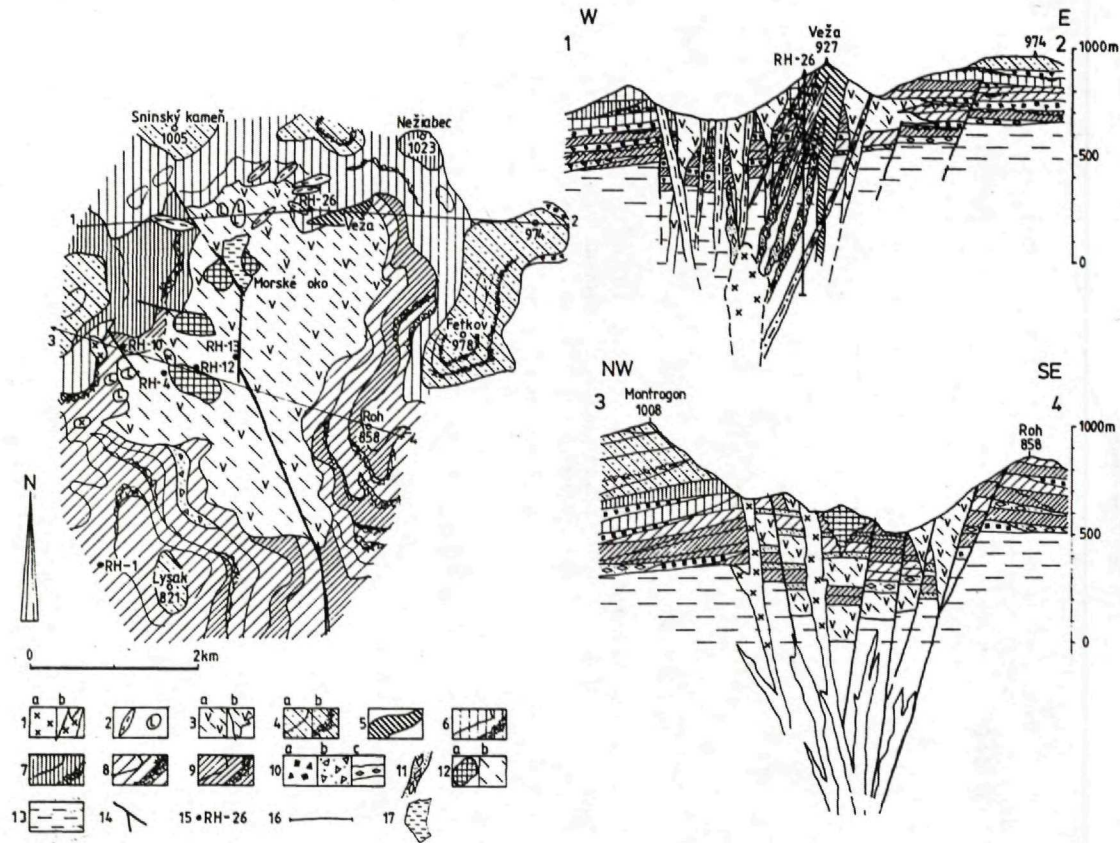 Sninský kameň
1005
Nežiabec
1023
RH-26
1
Veža
2
974
Morské oko
Fetkov
978
3
RH-10
RH-13
RH-12
RH-4
Roh
858
4
N
RH-1
Lysak
821
0 2km
W E
1 2
Veža
927
RH-26
974
1000m
500
0
NW SE
3 4
Montrogon
1008
Roh
858
1000m
500
0
a b a b a b
1 2 3 4 5 6
a b c a b
7 8 9 10 11 12
13 14 15 RH-26 16 17